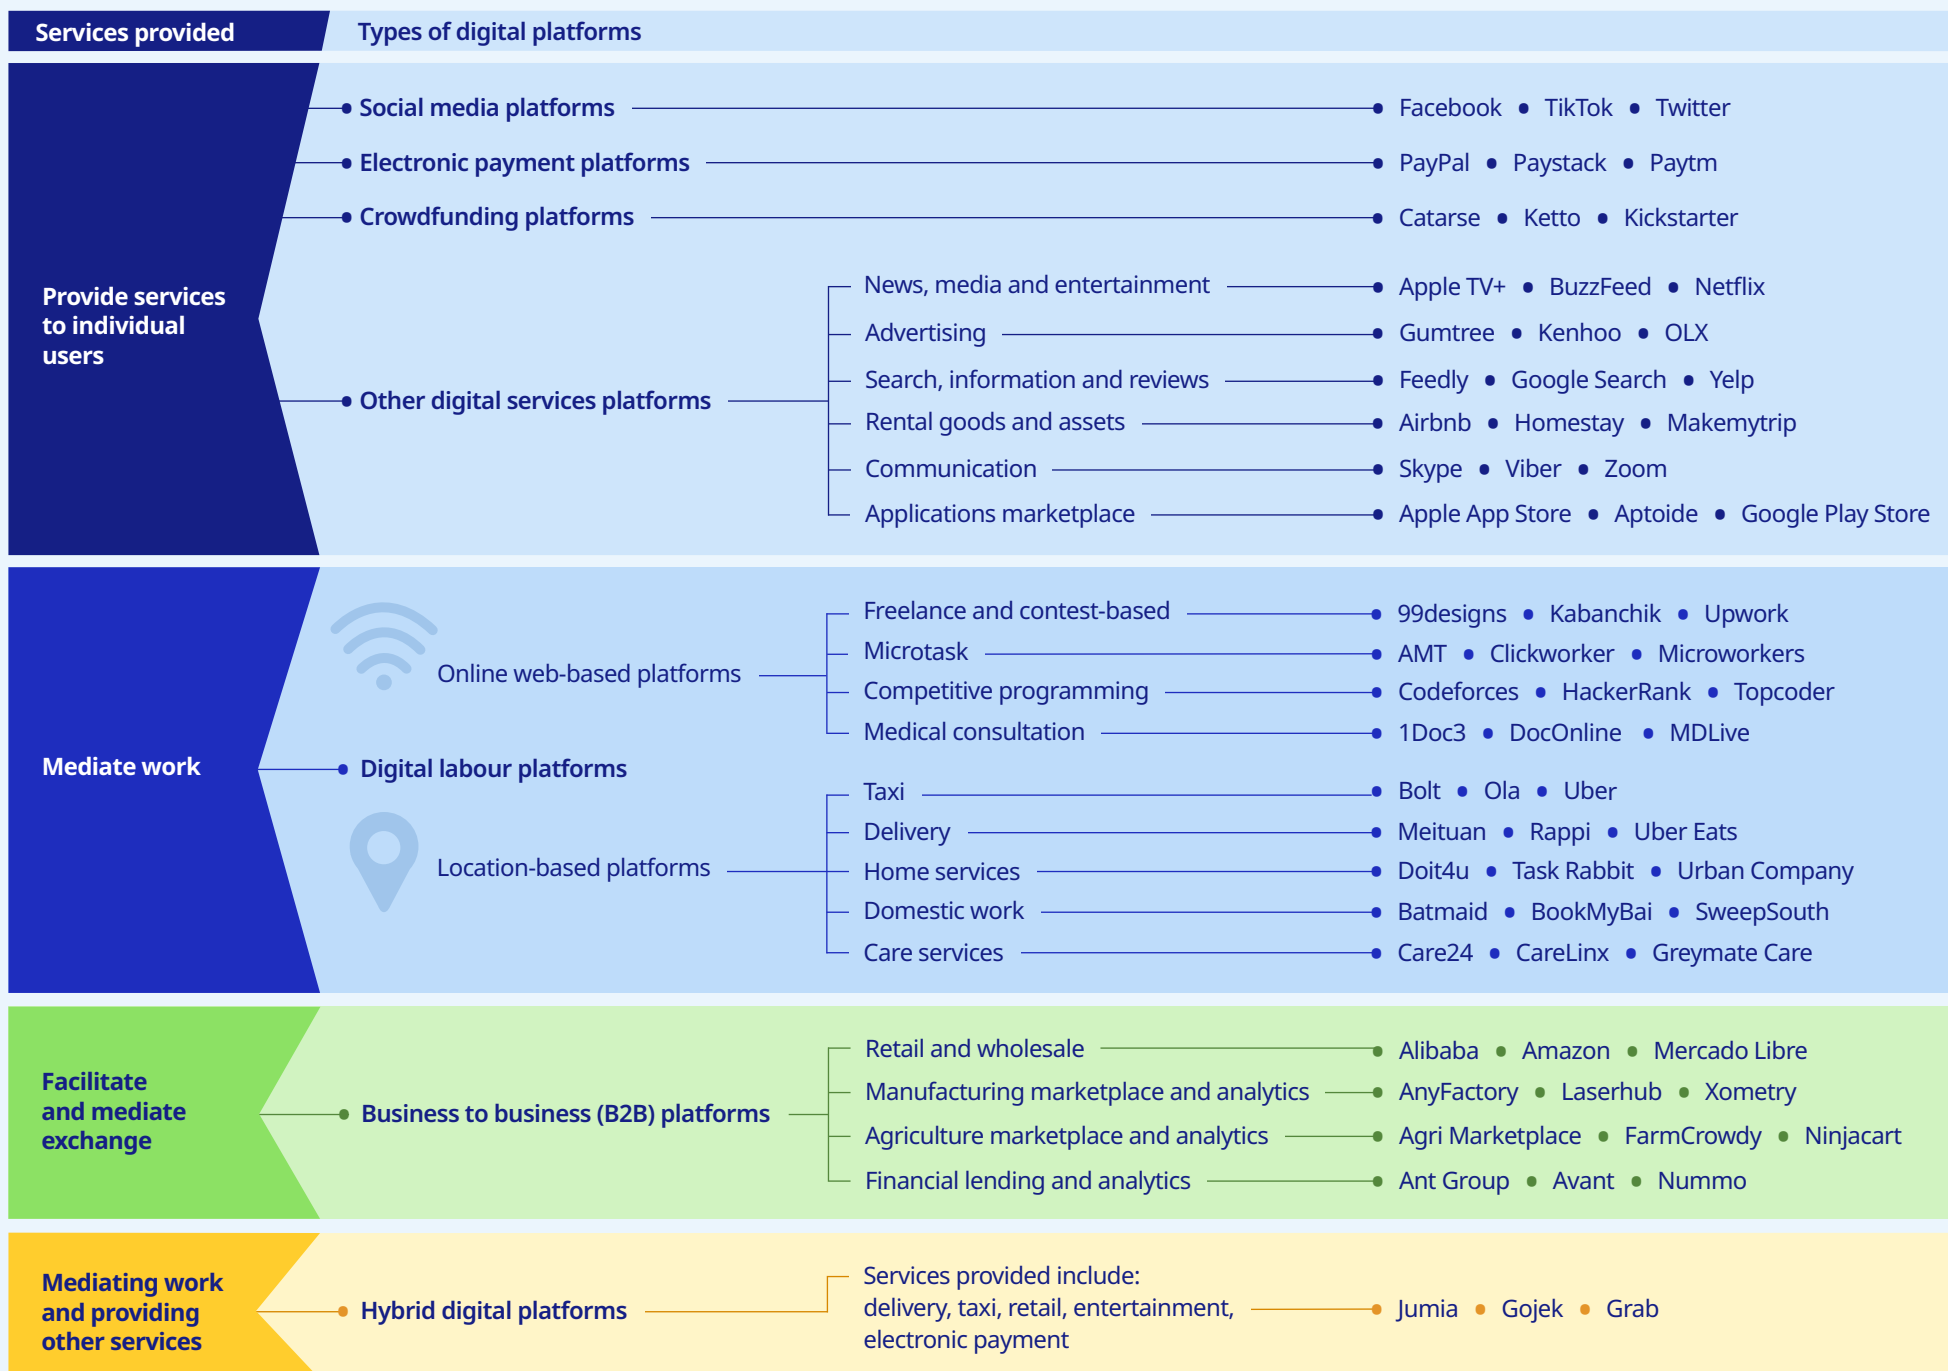 Services provided
Types of digital platforms
Provide services
to individual
users
Social media platforms
Facebook • TikTok • Twitter
Electronic payment platforms
PayPal • Paystack • Paytm
Crowdfunding platforms
Catarse • Ketto • Kickstarter
Other digital services platforms
News, media and entertainment
Apple TV+ • BuzzFeed • Netflix
Advertising
Gumtree • Kenhoo • OLX
Search, information and reviews
Feedly • Google Search • Yelp
Rental goods and assets
Airbnb • Homestay • Makemytrip
Communication
Skype • Viber • Zoom
Applications marketplace
Apple App Store • Aptoide • Google Play Store
Mediate work
Digital labour platforms
Online web-based platforms
Freelance and contest-based
99designs • Kabanchik • Upwork
Microtask
AMT • Clickworker • Microworkers
Competitive programming
Codeforces • HackerRank • Topcoder
Medical consultation
1Doc3 • DocOnline • MDLive
Location-based platforms
Taxi
Bolt • Ola • Uber
Delivery
Meituan • Rappi • Uber Eats
Home services
Doit4u • Task Rabbit • Urban Company
Domestic work
Batmaid • BookMyBai • SweepSouth
Care services
Care24 • CareLinx • Greymate Care
Facilitate
and mediate
exchange
Business to business (B2B) platforms
Retail and wholesale
Alibaba • Amazon • Mercado Libre
Manufacturing marketplace and analytics
AnyFactory • Laserhub • Xometry
Agriculture marketplace and analytics
Agri Marketplace • FarmCrowdy • Ninjacart
Financial lending and analytics
Ant Group • Avant • Nummo
Mediating work
and providing
other services
Hybrid digital platforms
Services provided include:
delivery, taxi, retail, entertainment,
electronic payment
Jumia • Gojek • Grab